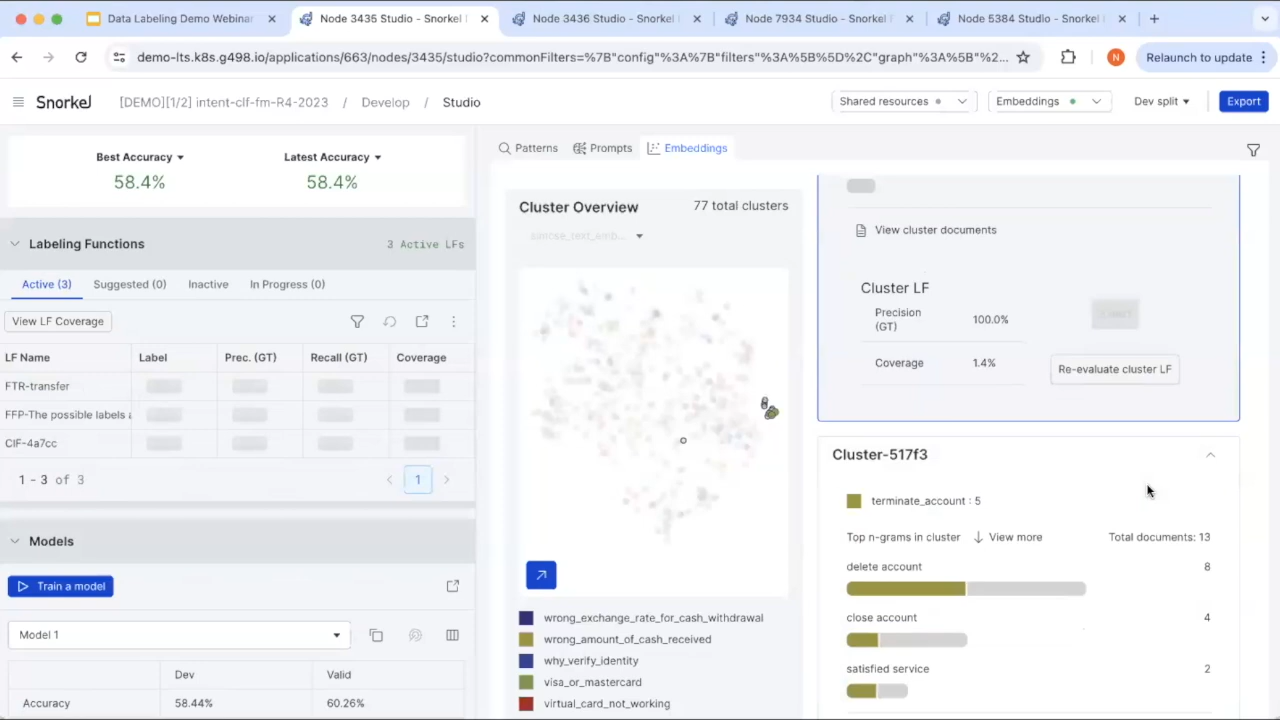 Data Labeling Demo Webinar
Node 3435 Studio - Snorkel
Node 3436 Studio - Snorkel
Node 7934 Studio - Snorkel
Node 5384 Studio - Snorkel
demo-lts.k8s.g498.io/applications/663/nodes/3435/studio?commonFilters=%7B"config"%3A%7B"filters"%3A%5B%5D%2C"graph"%3A%5B"%2...
N
Relaunch to update
Snorkel
[DEMO][1/2] intent-clf-fm-R4-2023 / Develop / Studio
Shared resources
Embeddings
Dev split
Export
Best Accuracy
Latest Accuracy
58.4%
58.4%
Labeling Functions
3 Active LFs
Active (3)
Suggested (0)
Inactive
In Progress (0)
View LF Coverage
LF Name
Label
Prec. (GT)
Recall (GT)
Coverage
FTR-transfer
FFP-The possible labels
ClF-4a7cc
1 - 3 of 3
1
Models
Train a model
Model 1
Dev
Valid
Accuracy
58.44%
60.26%
Patterns
Prompts
Embeddings
Cluster Overview
77 total clusters
wrong_exchange_rate_for_cash_withdrawal
wrong_amount_of_cash_received
why_verify_identity
visa_or_mastercard
virtual_card_not_working
View cluster documents
Cluster LF
Precision
(GT)
100.0%
Coverage
1.4%
Re-evaluate cluster LF
Cluster-517f3
terminate_account : 5
Top n-grams in cluster
View more
Total documents: 13
delete account
8
close account
4
satisfied service
2